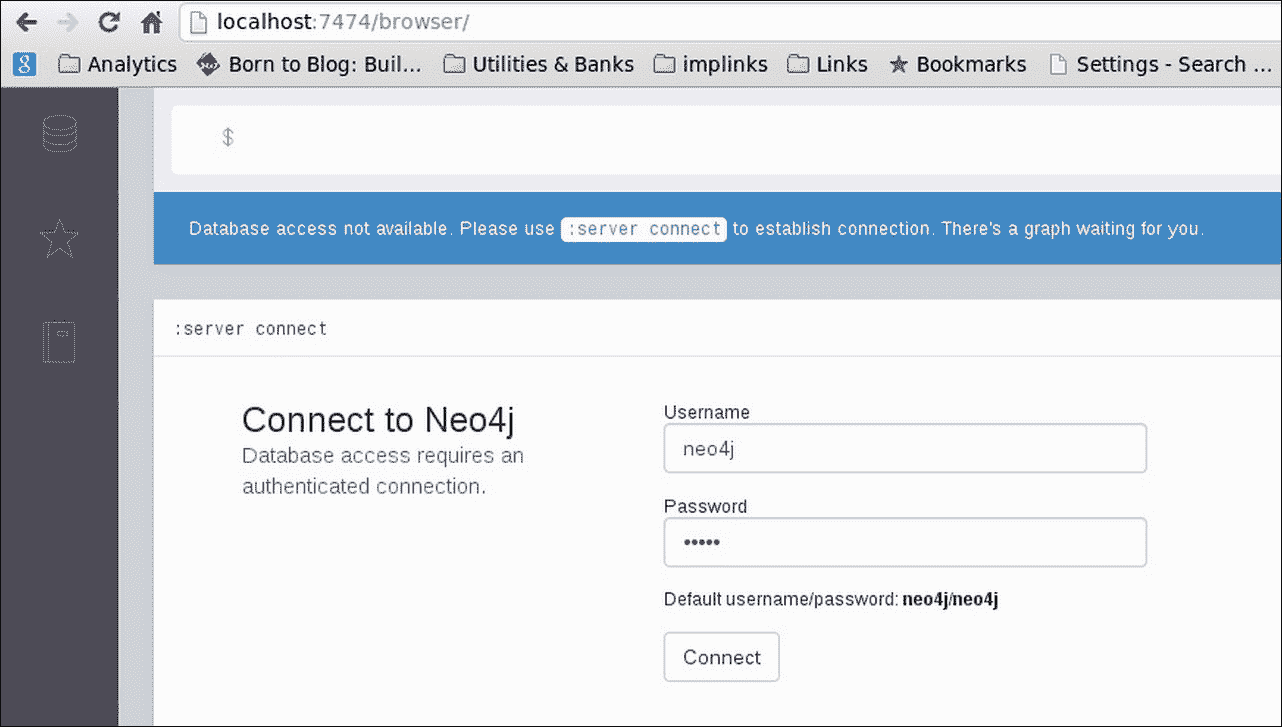 localhost:7474/browser/
g Analytics Born to Blog: Buil... Utilities & Banks implinks Links Bookmarks Settings - Search ...
$
Database access not available. Please use :server connect to establish connection. There's a graph waiting for you.
:server connect
Connect to Neo4j
Database access requires an
authenticated connection.
Username
neo4j
Password
•••••
Default username/password: neo4j/neo4j
Connect